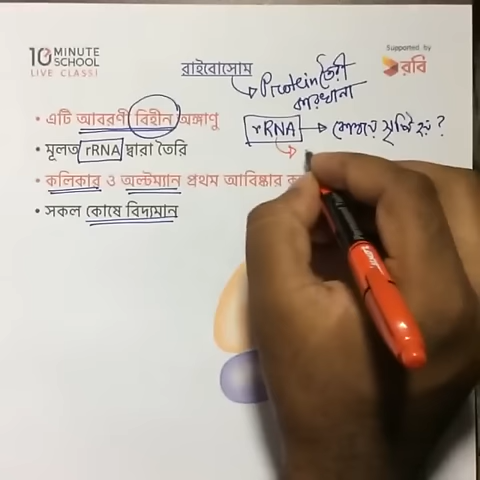 10 MINUTE
SCHOOL
LIVE CLASS!
Supported by
রবি
রাইবোসোম
Protein তৈরী
কারখানা
• এটি আবরণী বিহীন অঙ্গাণু
rRNA → কোথায় সৃষ্টি হয় ?
• মূলত rRNA দ্বারা তৈরি
• কলিকার ও অল্টম্যান প্রথম আবিষ্কার
• সকল কোষে বিদ্যমান